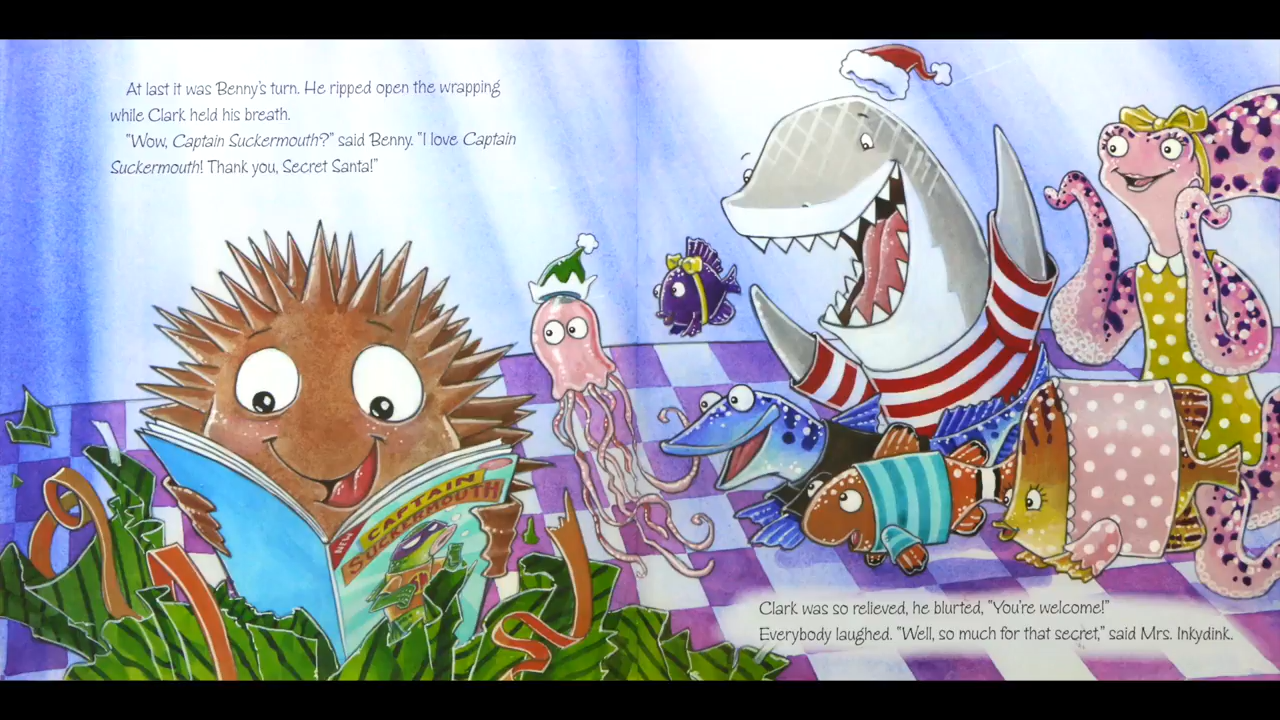 At last it was Benny's turn. He ripped open the wrapping
while Clark held his breath.
"Wow, Captain Suckermouth?" said Benny. "I love Captain
Suckermouth! Thank you, Secret Santa!"
NEW
CAPTAIN
SUCKERMOUTH
Clark was so relieved, he blurted, "You're welcome!"
Everybody laughed. "Well, so much for that secret," said Mrs. Inkydink.